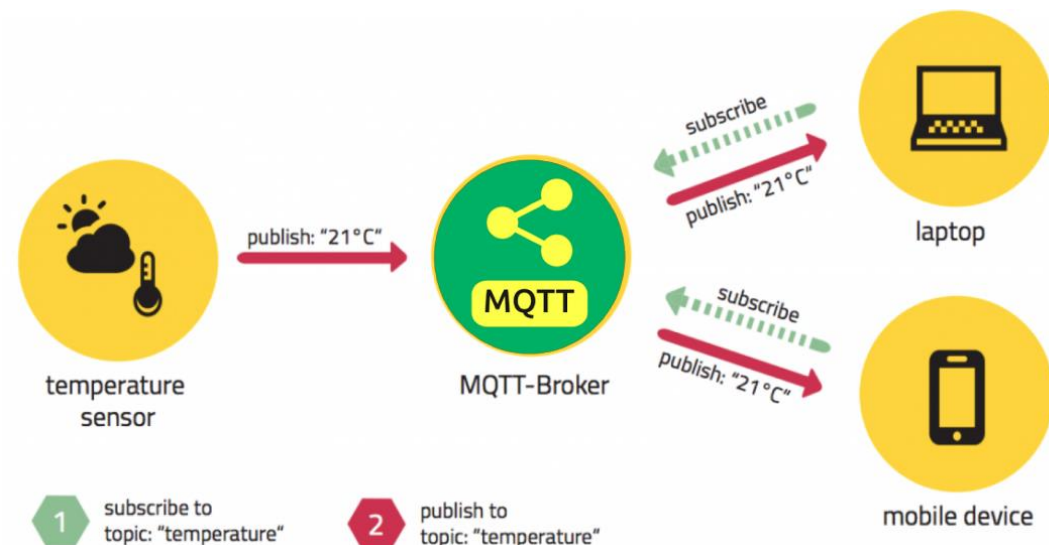 subscribe
publish: "21°C"
laptop
publish: "21°C"
MQTT
subscribe
publish: "21°C"
temperature
sensor
MQTT-Broker
mobile device
1
subscribe to
topic: "temperature"
2
publish to
topic: "temperature"